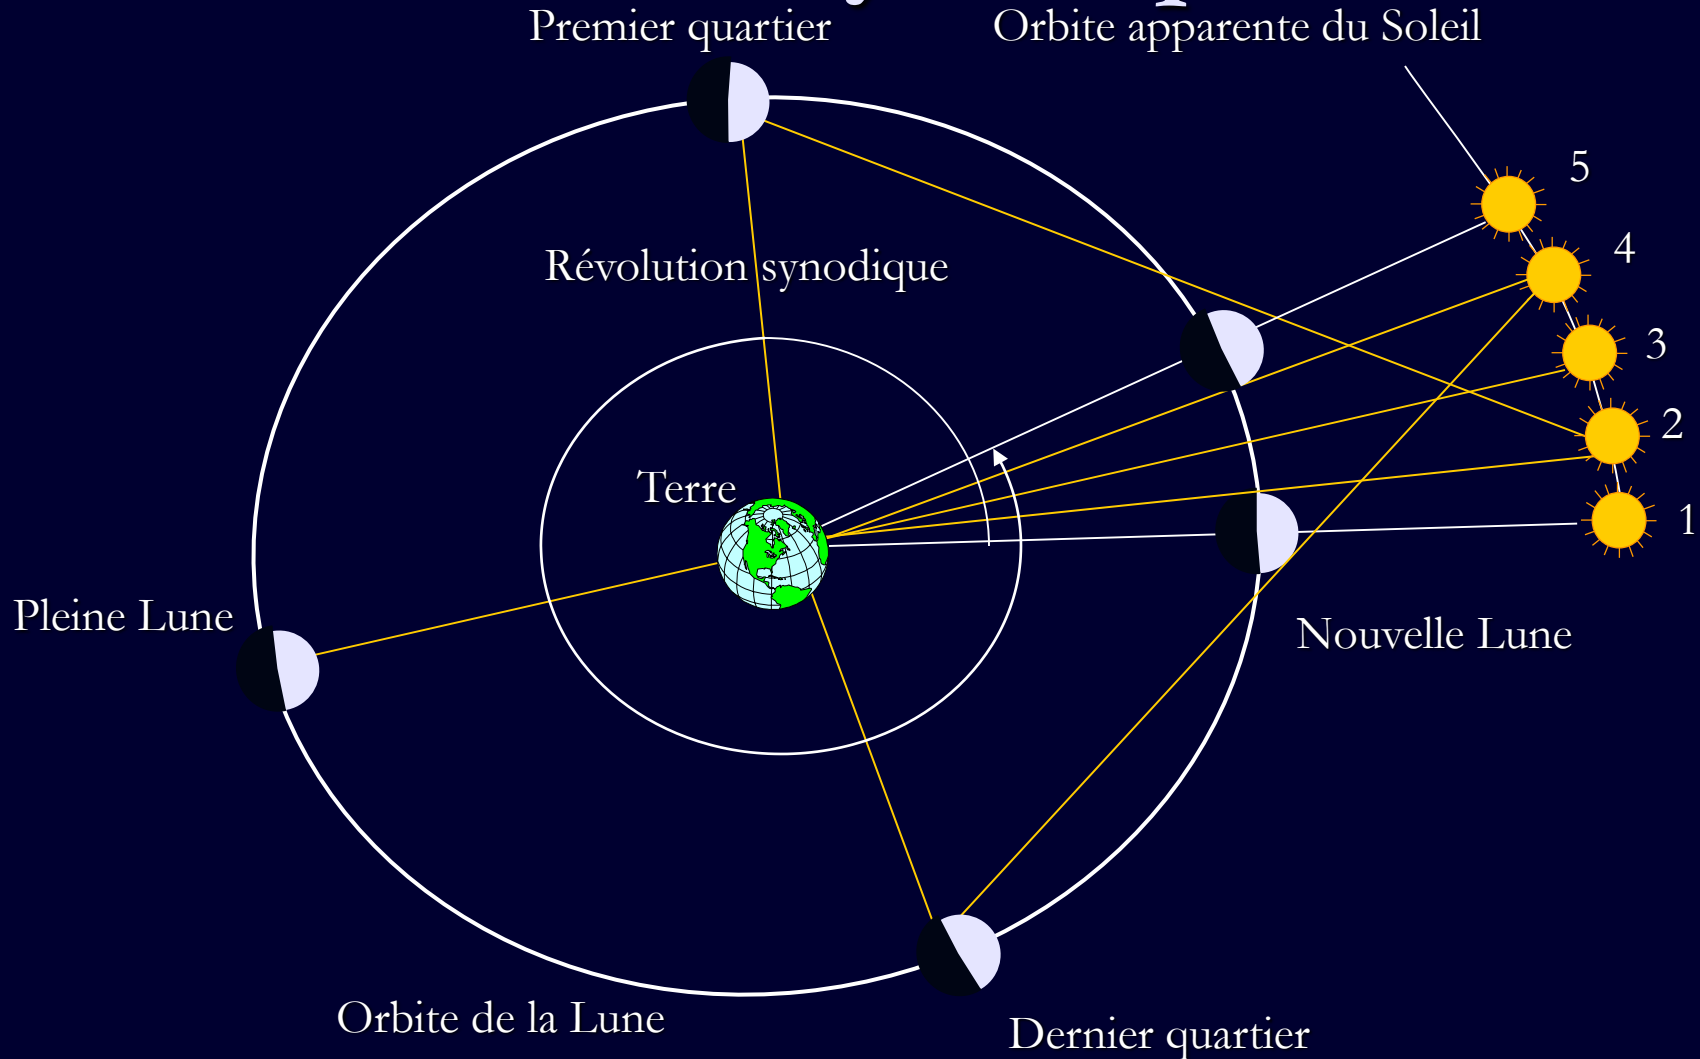 Premier quartier
Orbite apparente du Soleil
5
4
Révolution synodique
3
2
Terre
1
Pleine Lune
Nouvelle Lune
Orbite de la Lune
Dernier quartier